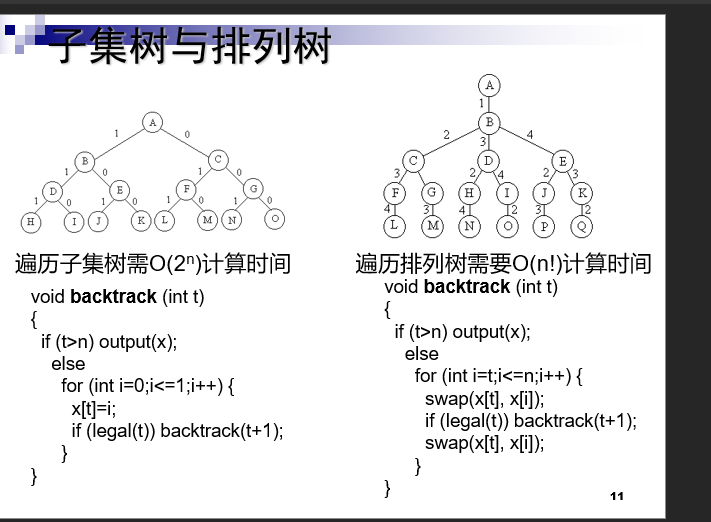 子集树与排列树
A
1 0
B C
1 0 1 0
D E F G
1 0 1 0 1 0 1 0
H I J K L M N O
遍历子集树需O(2ⁿ)计算时间
void backtrack (int t)
{
if (t>n) output(x);
else
for (int i=0;i<=1;i++) {
x[t]=i;
if (legal(t)) backtrack(t+1);
}
}
A
1
B
2 3 4
C D E
3 2 4 2 3
F G H I J K
4 3 4 2 3 2
L M N O P Q
遍历排列树需要O(n!)计算时间
void backtrack (int t)
{
if (t>n) output(x);
else
for (int i=t;i<=n;i++) {
swap(x[t], x[i]);
if (legal(t)) backtrack(t+1);
swap(x[t], x[i]);
}
}
11